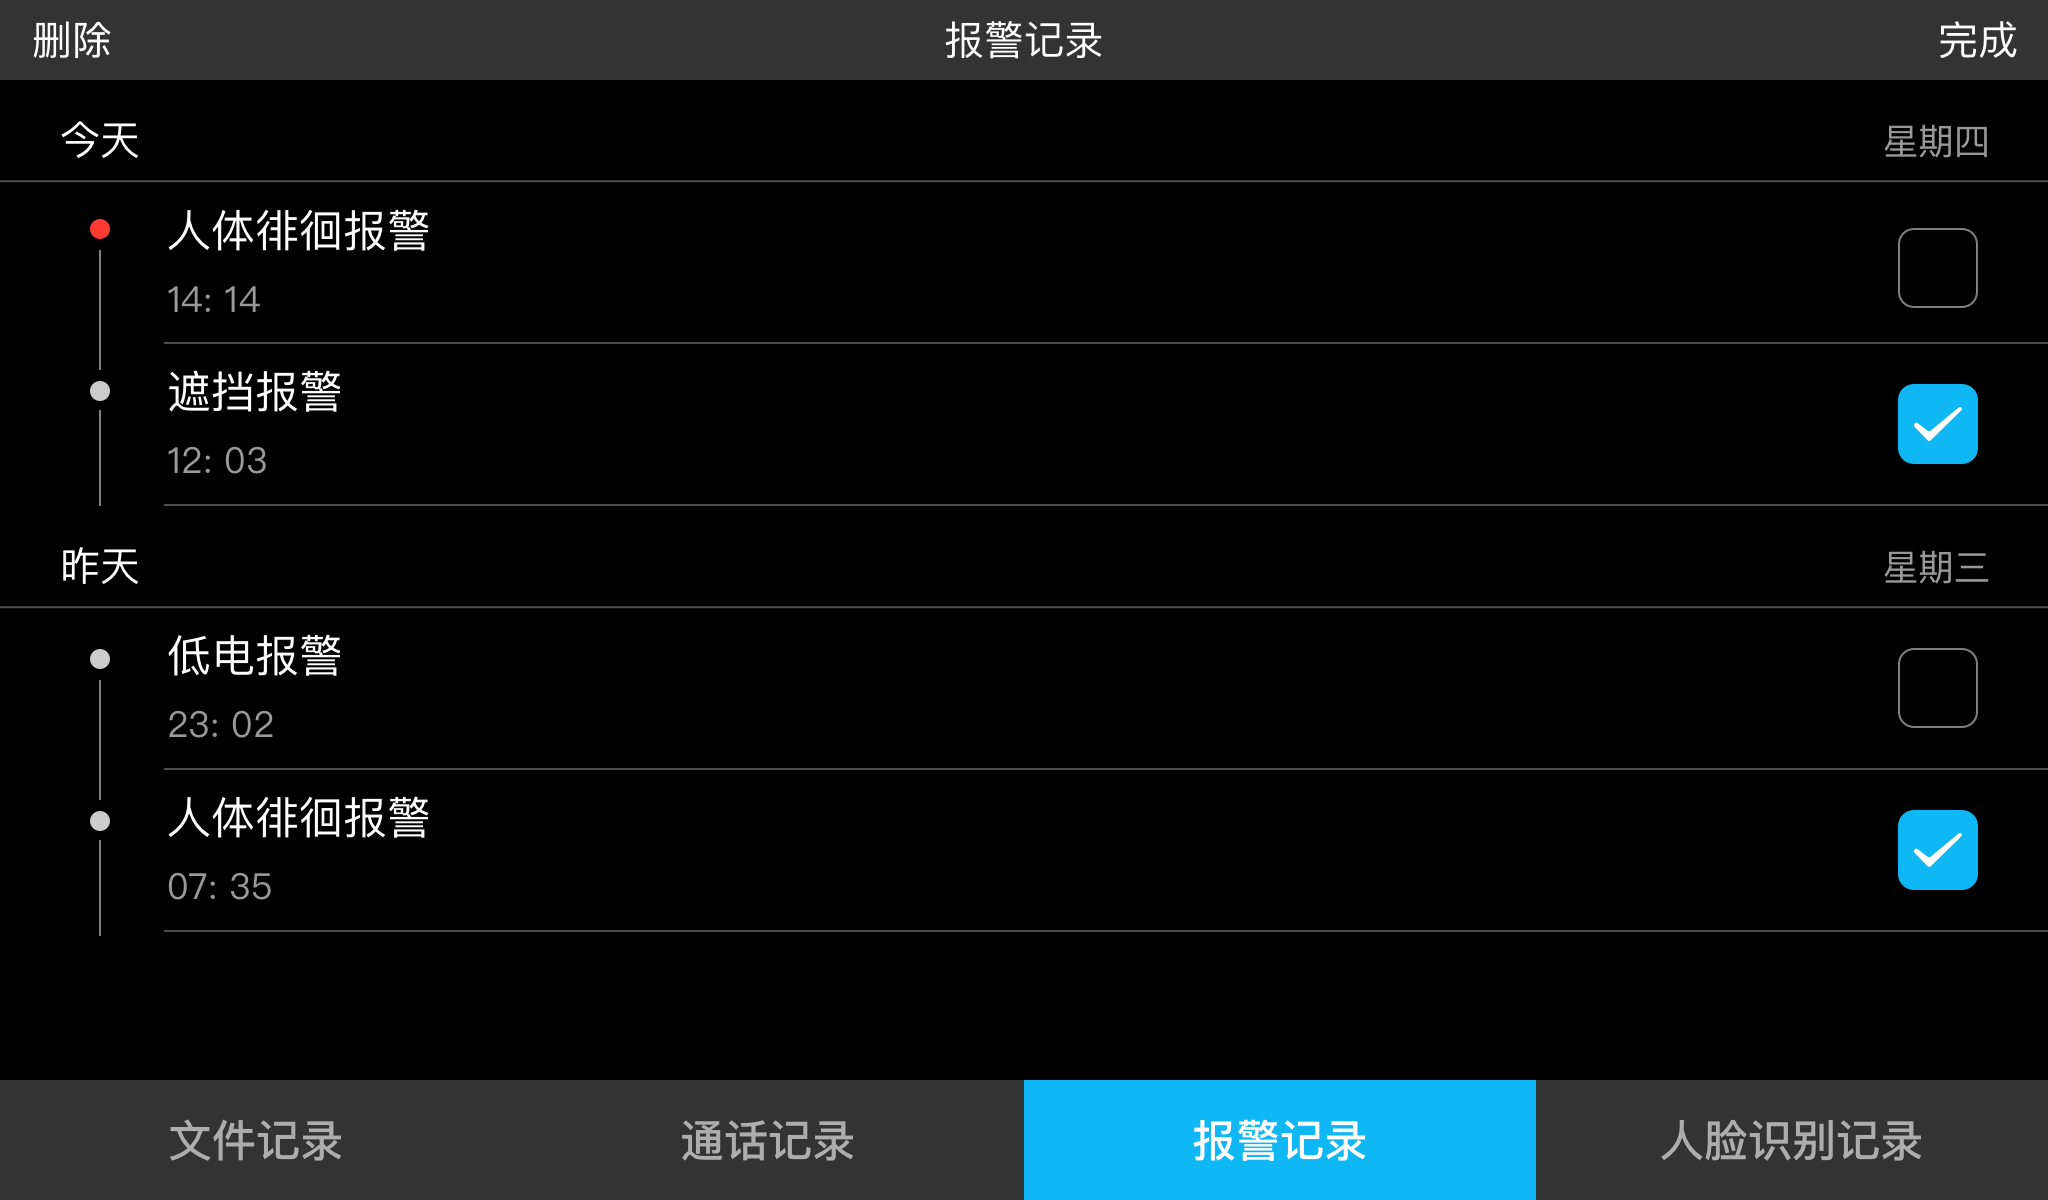 删除 报警记录 完成
今天 星期四
人体徘徊报警
14: 14
遮挡报警
12: 03
昨天 星期三
低电报警
23: 02
人体徘徊报警
07: 35
文件记录 通话记录 报警记录 人脸识别记录